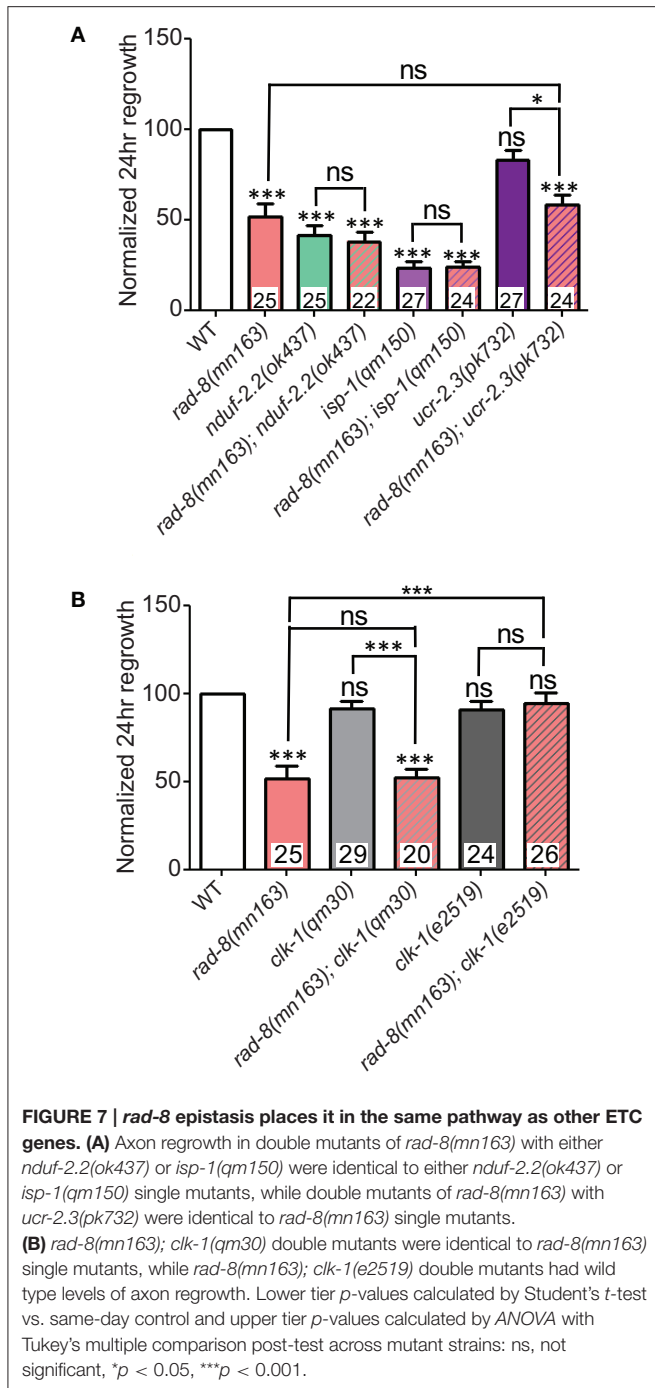 A
Normalized 24hr regrowth
150
100
50
0
ns
ns
*
ns
ns
***
***
***
***
***
***
25
25
22
27
24
27
24
WT
rad-8(mn163)
nduf-2.2(ok437)
rad-8(mn163); nduf-2.2(ok437)
isp-1(qm150)
rad-8(mn163); isp-1(qm150)
ucr-2.3(pk732)
rad-8(mn163); ucr-2.3(pk732)
B
Normalized 24hr regrowth
150
100
50
0
***
ns
ns
***
ns
ns
ns
***
***
25
29
20
24
26
WT
rad-8(mn163)
clk-1(qm30)
rad-8(mn163); clk-1(qm30)
clk-1(e2519)
rad-8(mn163); clk-1(e2519)
FIGURE 7 | rad-8 epistasis places it in the same pathway as other ETC
genes. (A) Axon regrowth in double mutants of rad-8(mn163) with either
nduf-2.2(ok437) or isp-1(qm150) were identical to either nduf-2.2(ok437) or
isp-1(qm150) single mutants, while double mutants of rad-8(mn163) with
ucr-2.3(pk732) were identical to rad-8(mn163) single mutants.
(B) rad-8(mn163); clk-1(qm30) double mutants were identical to rad-8(mn163)
single mutants, while rad-8(mn163); clk-1(e2519) double mutants had wild
type levels of axon regrowth. Lower tier p-values calculated by Student's t-test
vs. same-day control and upper tier p-values calculated by ANOVA with
Tukey's multiple comparison post-test across mutant strains: ns, not
significant, *p < 0.05, ***p < 0.001.